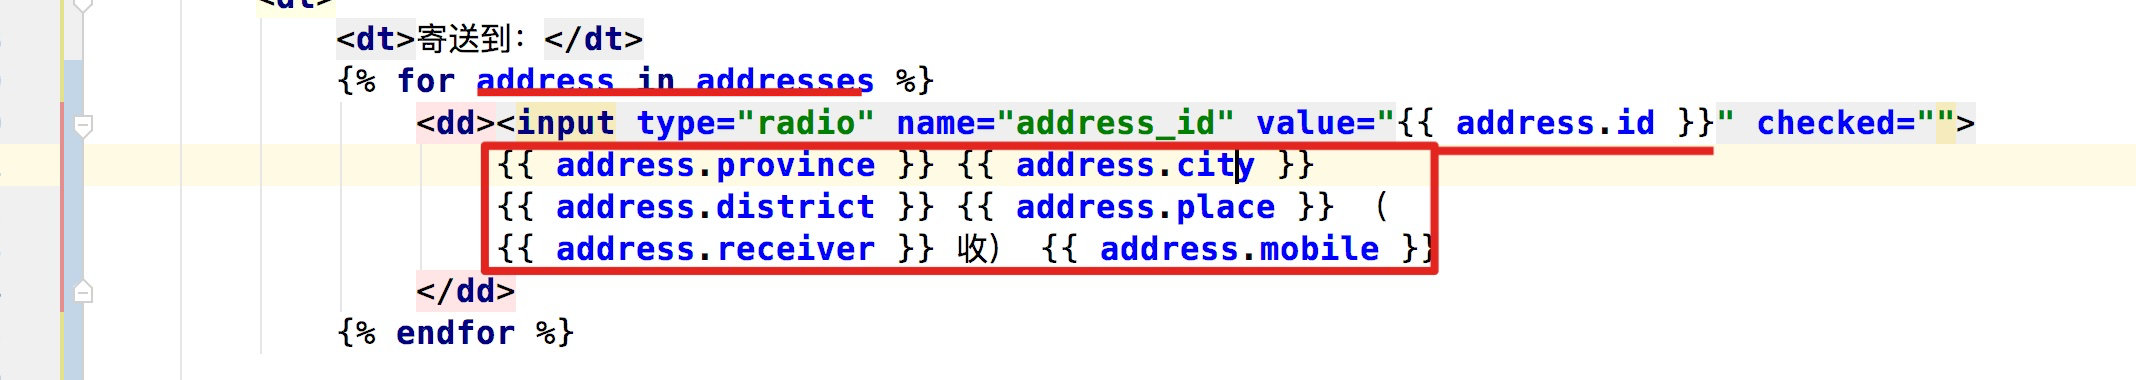 <dt>
<dt>寄送到：</dt>
{% for address in addresses %}
<dd><input type="radio" name="address_id" value="{{ address.id }}" checked="">
{{ address.province }} {{ address.city }}
{{ address.district }} {{ address.place }} （
{{ address.receiver }} 收） {{ address.mobile }}
</dd>
{% endfor %}